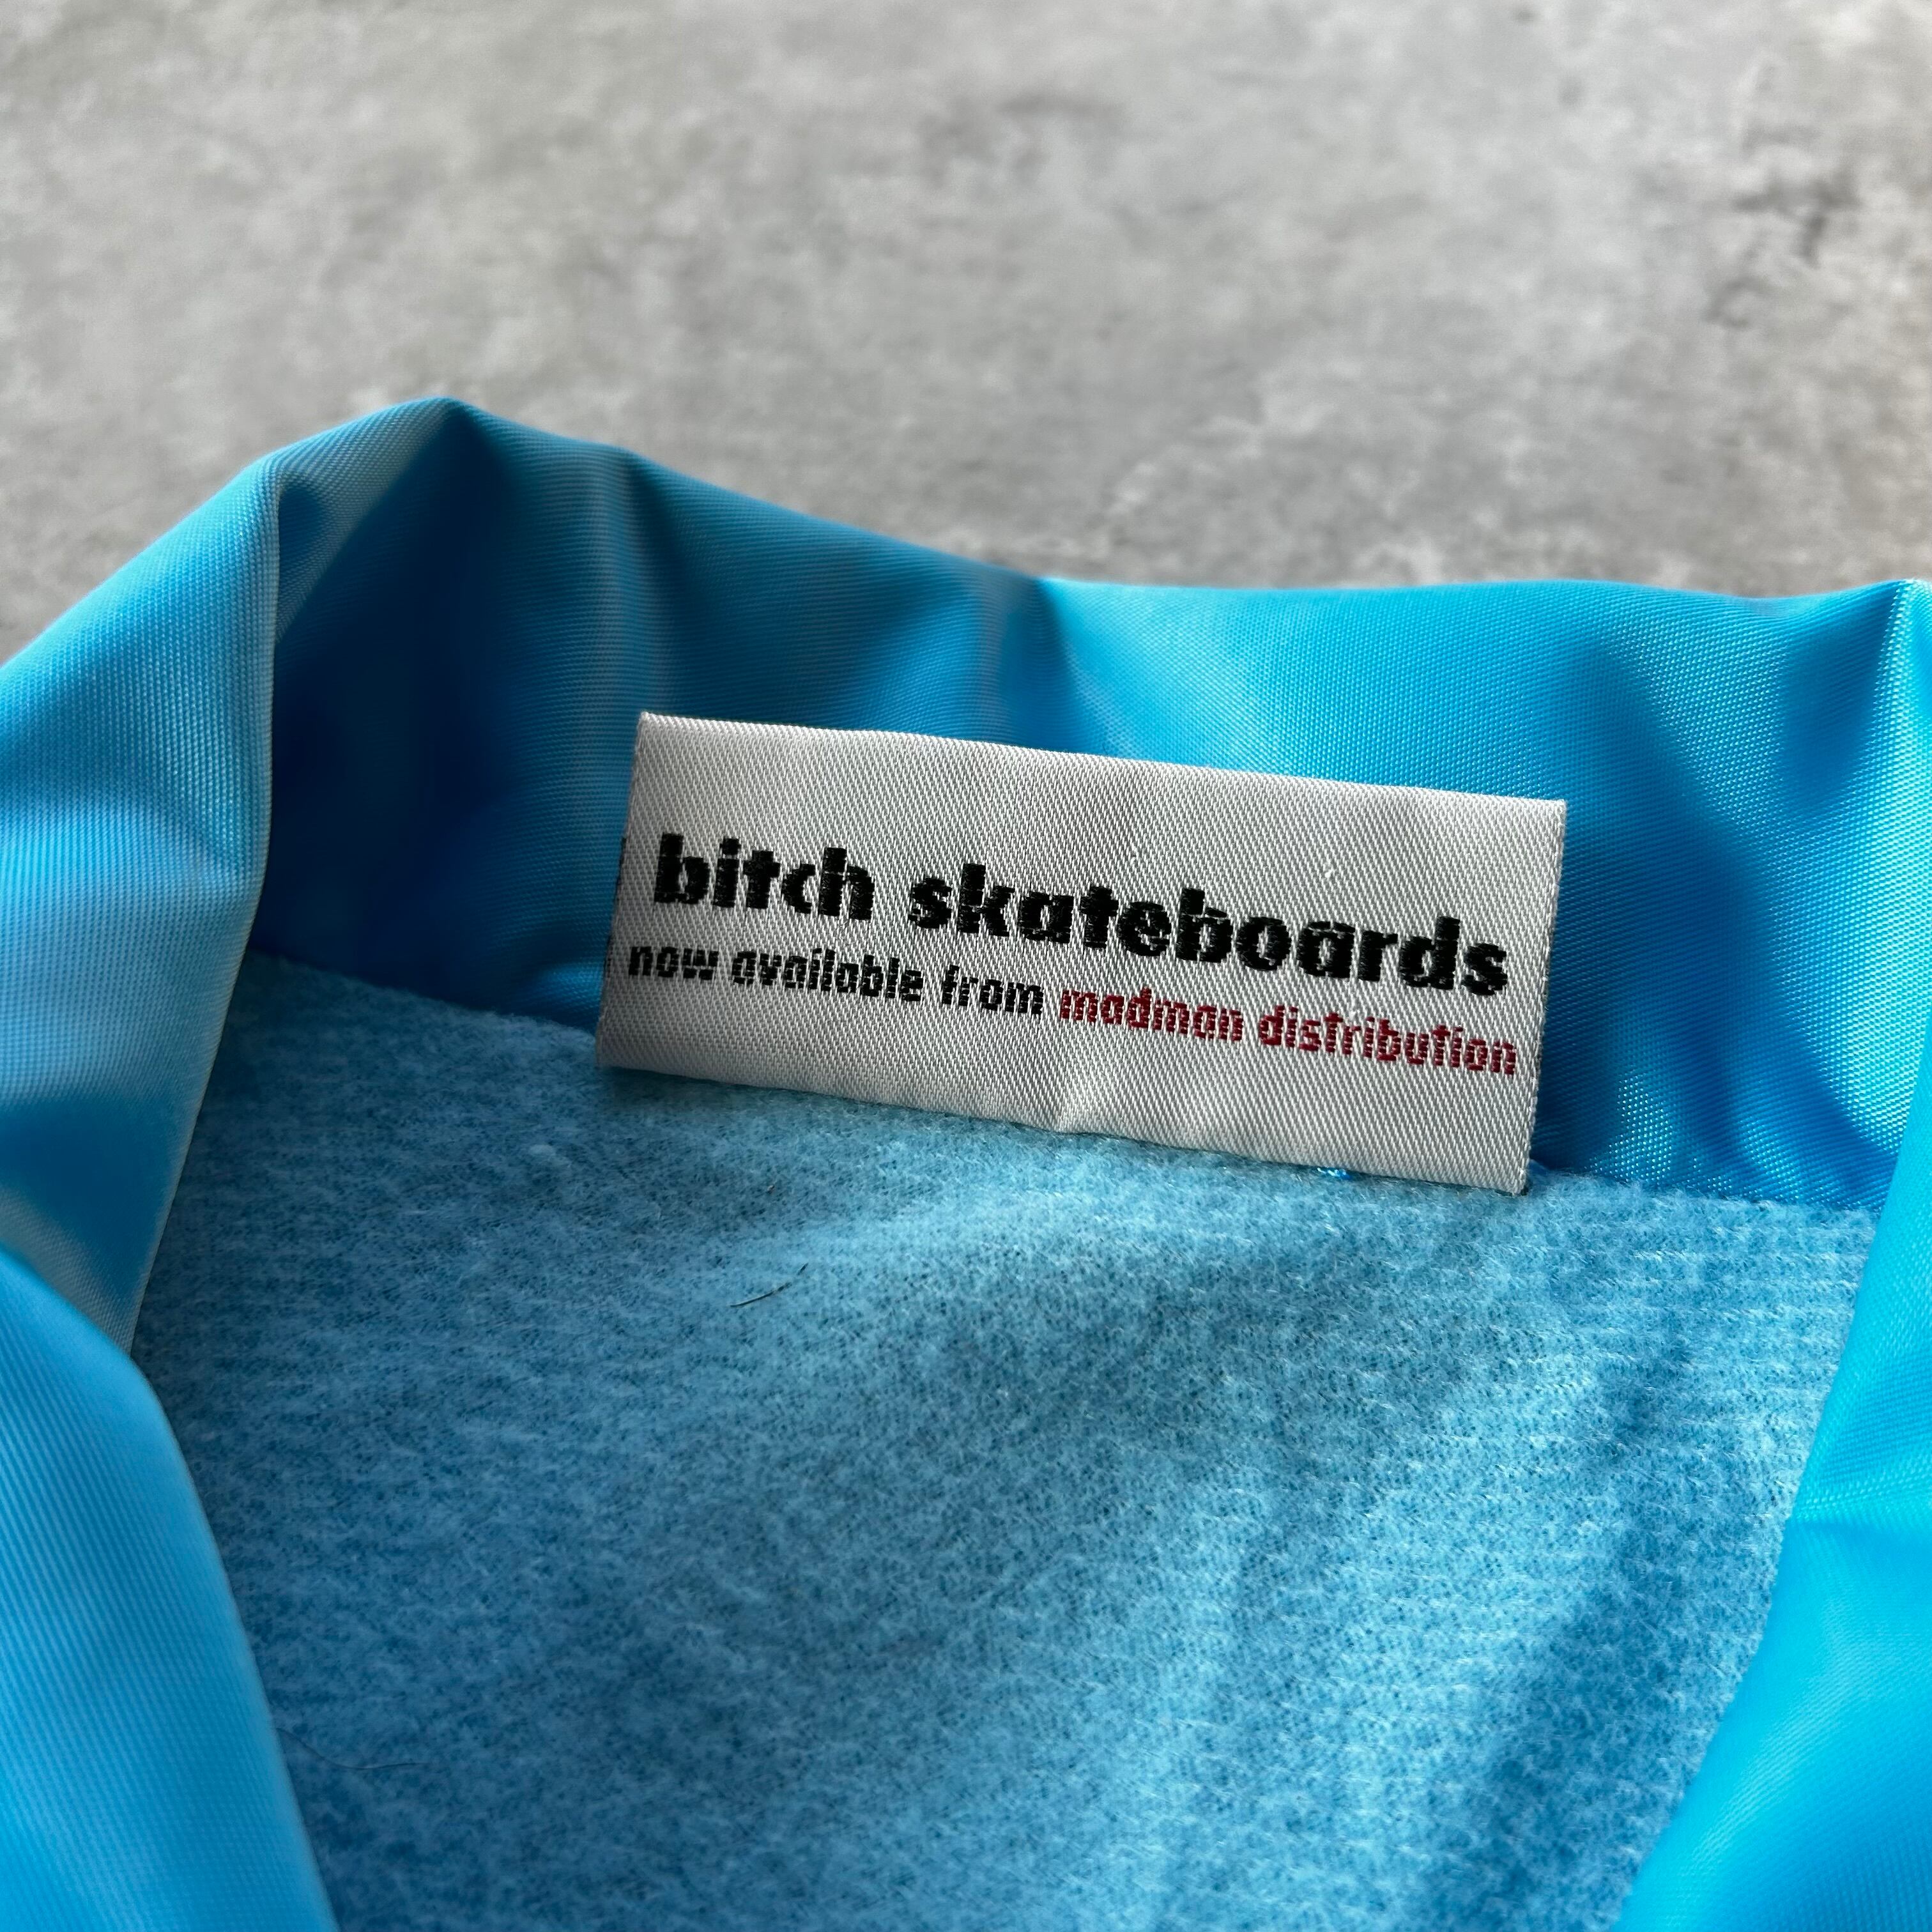 bitch skateboards
now available from madman distribution